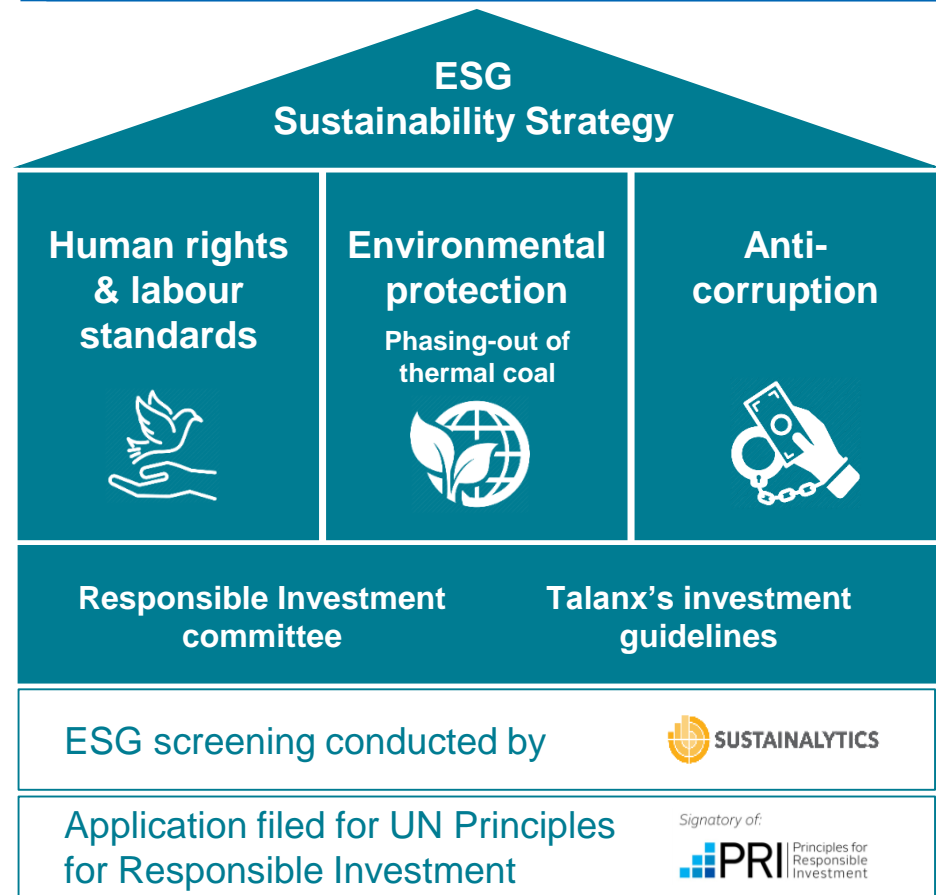 ESG
Sustainability Strategy
Human rights
& labour
standards
Environmental
protection
Phasing-out of
thermal coal
Anti-
corruption
Responsible Investment
committee
Talanx’s investment
guidelines
ESG screening conducted by
SUSTAINALYTICS
Application filed for UN Principles
for Responsible Investment
Signatory of:
PRI
Principles for
Responsible
Investment